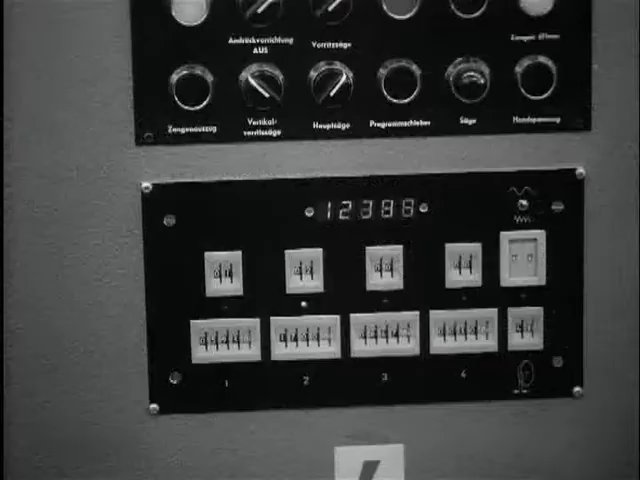 Andrückvorrichtung
AUS
Vorritzsäge
Zangen öffnen
Zangenauszug
Vertikal-
vorritzsäge
Hauptsäge
Programmschieber
Säge
Handspannung
12388
1
2
3
4